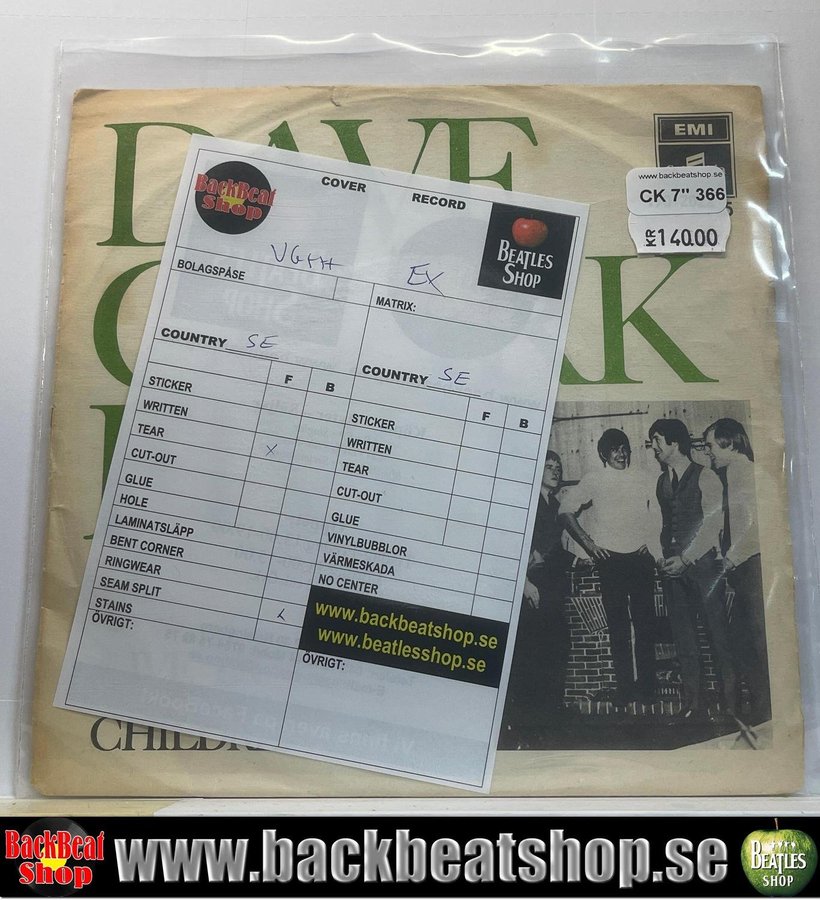 DAVE
EMI
www.backbeatshop.se
CK 7" 366
5
KR 140.00
AK
BackBeat
Shop
COVER
RECORD
BEATLES
SHOP
VG++
EX
BOLAGSPÅSE
MATRIX:
COUNTRY SE
COUNTRY SE
F B
F B
STICKER
WRITTEN
TEAR
X
CUT-OUT
GLUE
HOLE
LAMINATSLÄPP
BENT CORNER
RINGWEAR
SEAM SPLIT
STAINS
ÖVRIGT:
STICKER
WRITTEN
TEAR
CUT-OUT
GLUE
VINYLBUBBLOR
VÄRMESKADA
NO CENTER
www.backbeatshop.se
www.beatlesshop.se
ÖVRIGT:
BackBeat
Shop
www.backbeatshop.se
BEATLES
SHOP